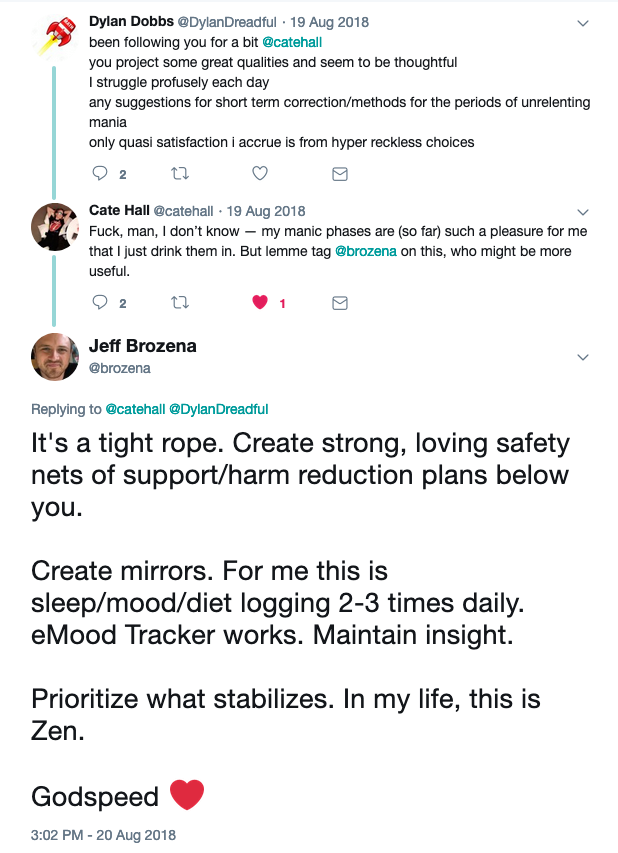 Dylan Dobbs @DylanDreadful · 19 Aug 2018
been following you for a bit @catehall
you project some great qualities and seem to be thoughtful
I struggle profusely each day
any suggestions for short term correction/methods for the periods of unrelenting
mania
only quasi satisfaction i accrue is from hyper reckless choices
2
Cate Hall @catehall · 19 Aug 2018
Fuck, man, I don't know — my manic phases are (so far) such a pleasure for me
that I just drink them in. But lemme tag @brozena on this, who might be more
useful.
2 1
Jeff Brozena
@brozena
Replying to @catehall @DylanDreadful
It's a tight rope. Create strong, loving safety
nets of support/harm reduction plans below
you.
Create mirrors. For me this is
sleep/mood/diet logging 2-3 times daily.
eMood Tracker works. Maintain insight.
Prioritize what stabilizes. In my life, this is
Zen.
Godspeed ❤️
3:02 PM - 20 Aug 2018